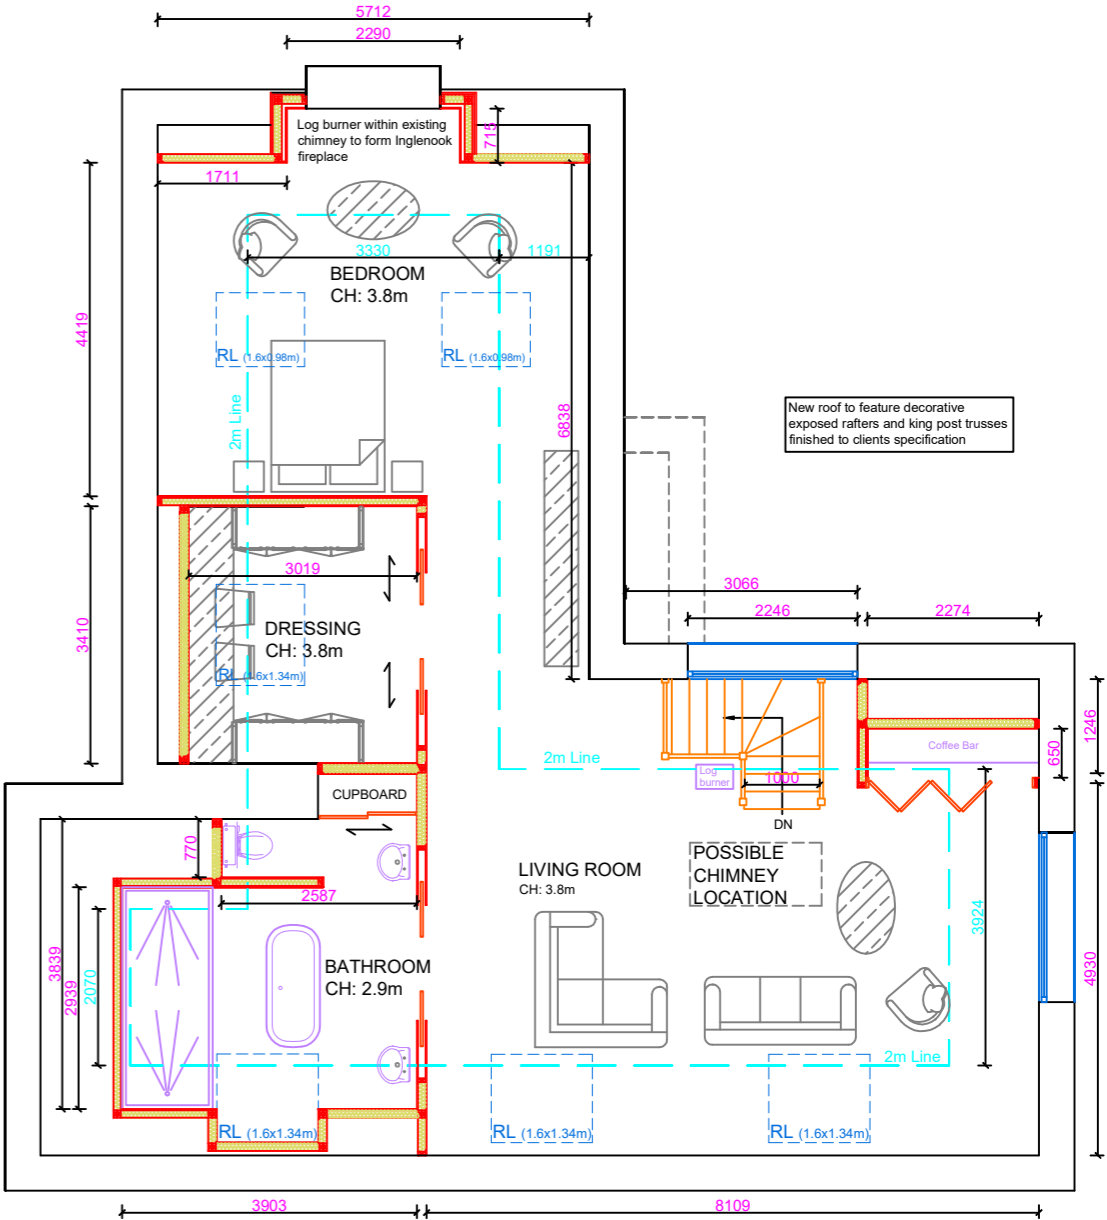 5712
2290
Log burner within existing
chimney to form Inglenook
fireplace
715
1711
3330
1191
BEDROOM
CH: 3.8m
4419
RL (1.6x0.98m)
RL (1.6x0.98m)
2m Line
6838
New roof to feature decorative
exposed rafters and king post trusses
finished to clients specification
3019
3066
2246
2274
3410
DRESSING
CH: 3.8m
RL (1.6x1.34m)
1246
Coffee Bar
650
2m Line
Log
burner
1000
CUPBOARD
DN
770
LIVING ROOM
CH: 3.8m
POSSIBLE
CHIMNEY
LOCATION
2587
3924
3839
2939
2070
BATHROOM
CH: 2.9m
4930
2m Line
RL (1.6x1.34m)
RL (1.6x1.34m)
RL (1.6x1.34m)
3903
8109